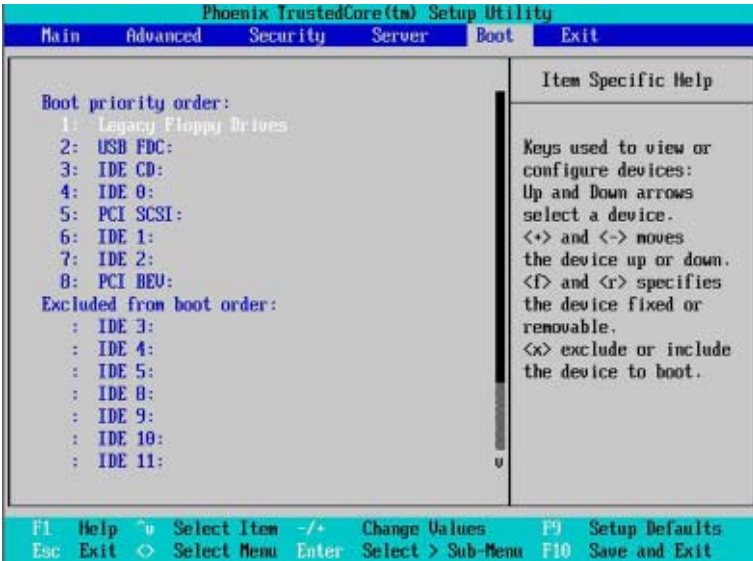 Phoenix TrustedCore(tm) Setup Utility
Main Advanced Security Server Boot Exit
Boot priority order:
1: Legacy Floppy Drives
2: USB FDC:
3: IDE CD:
4: IDE 0:
5: PCI SCSI:
6: IDE 1:
7: IDE 2:
8: PCI BEV:
Excluded from boot order:
: IDE 3:
: IDE 4:
: IDE 5:
: IDE 8:
: IDE 9:
: IDE 10:
: IDE 11:
Item Specific Help
Keys used to view or
configure devices:
Up and Down arrows
select a device.
<+> and <-> moves
the device up or down.
<f> and <r> specifies
the device fixed or
removable.
<x> exclude or include
the device to boot.
F1 Help ^v Select Item -/+ Change Values F9 Setup Defaults
Esc Exit <> Select Menu Enter Select > Sub-Menu F10 Save and Exit